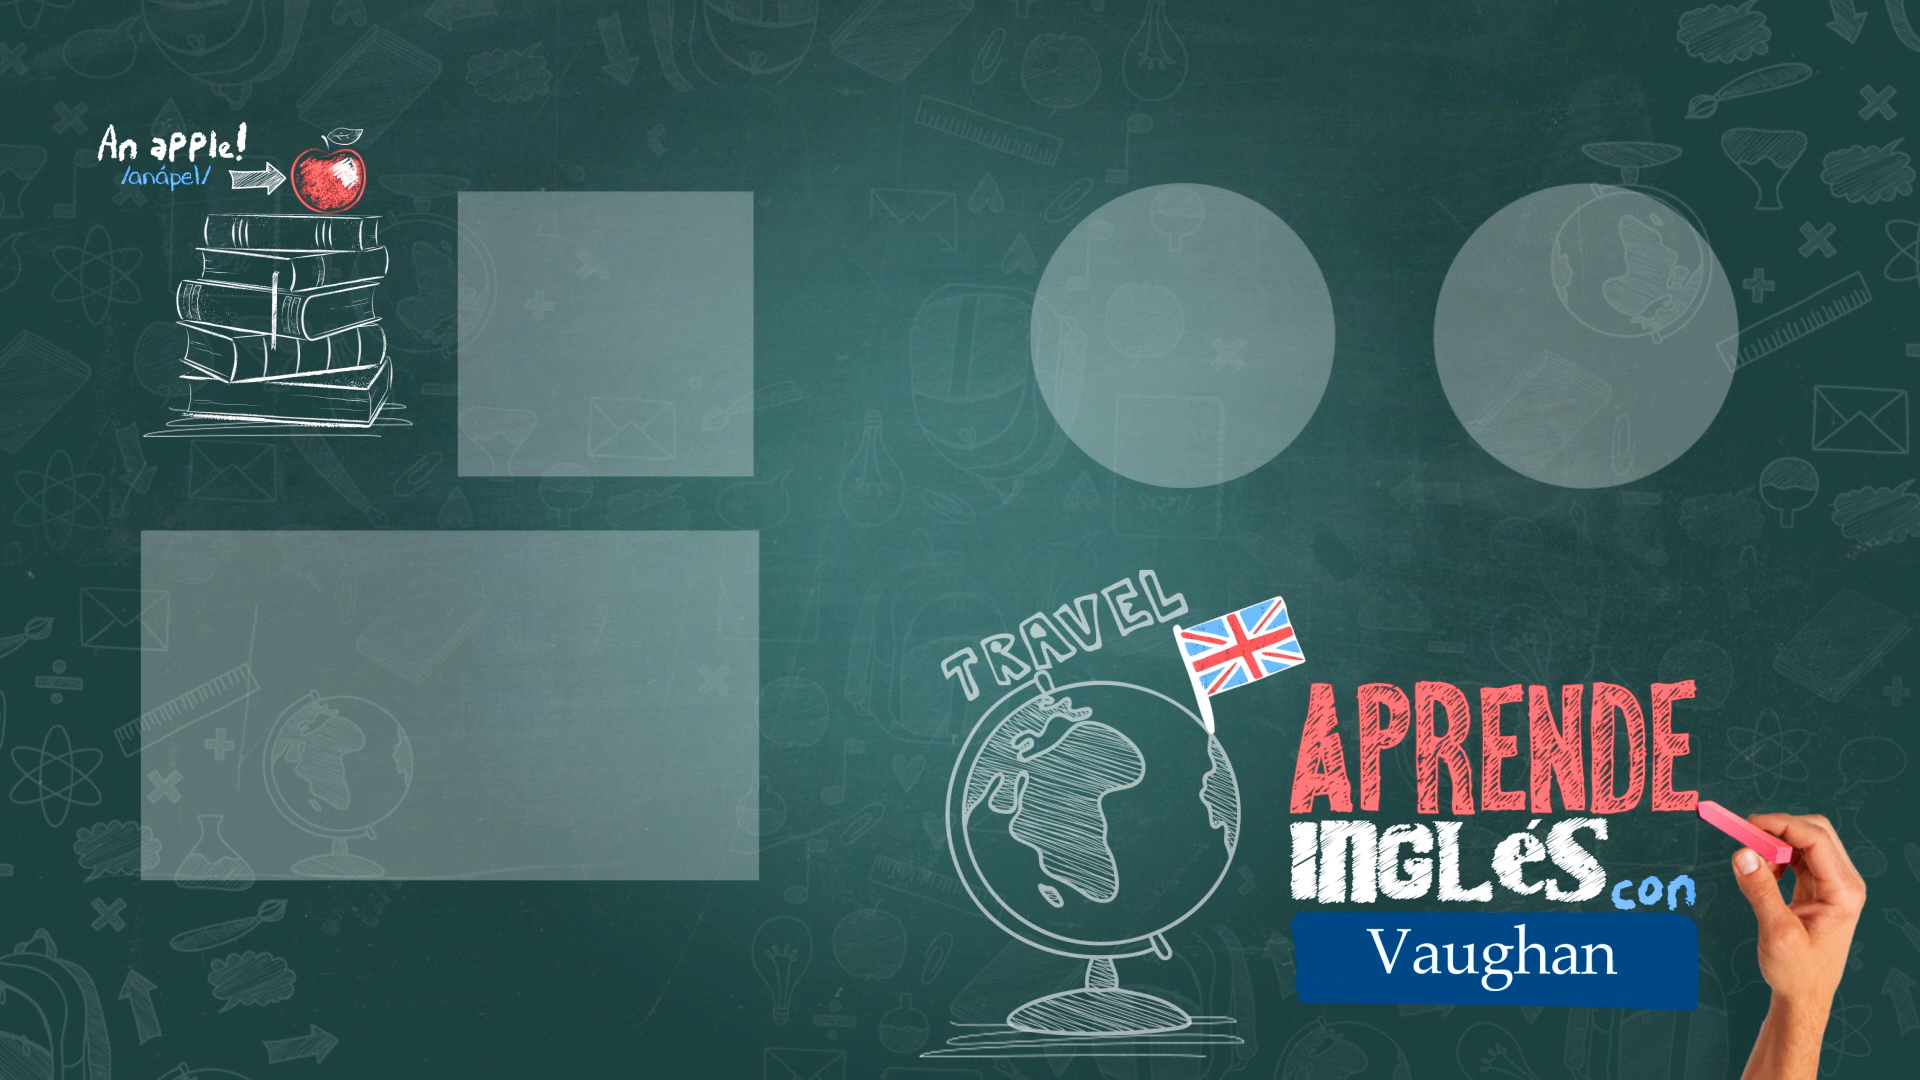 An apple!
/anápel/
TRAVEL
APRENDE
INGLéS
con
Vaughan